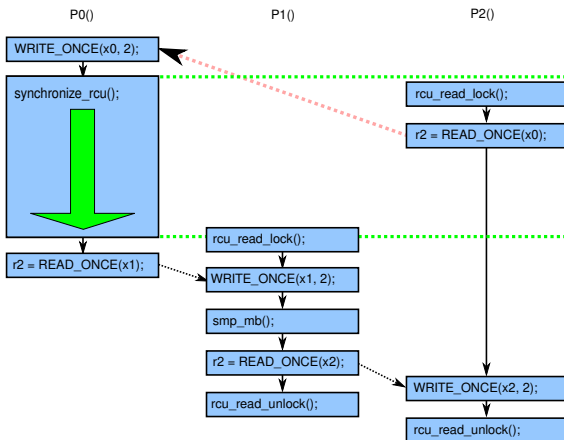 P0()
P1()
P2()
WRITE_ONCE(x0, 2);
synchronize_rcu();
rcu_read_lock();
r2 = READ_ONCE(x0);
rcu_read_lock();
r2 = READ_ONCE(x1);
WRITE_ONCE(x1, 2);
smp_mb();
r2 = READ_ONCE(x2);
WRITE_ONCE(x2, 2);
rcu_read_unlock();
rcu_read_unlock();